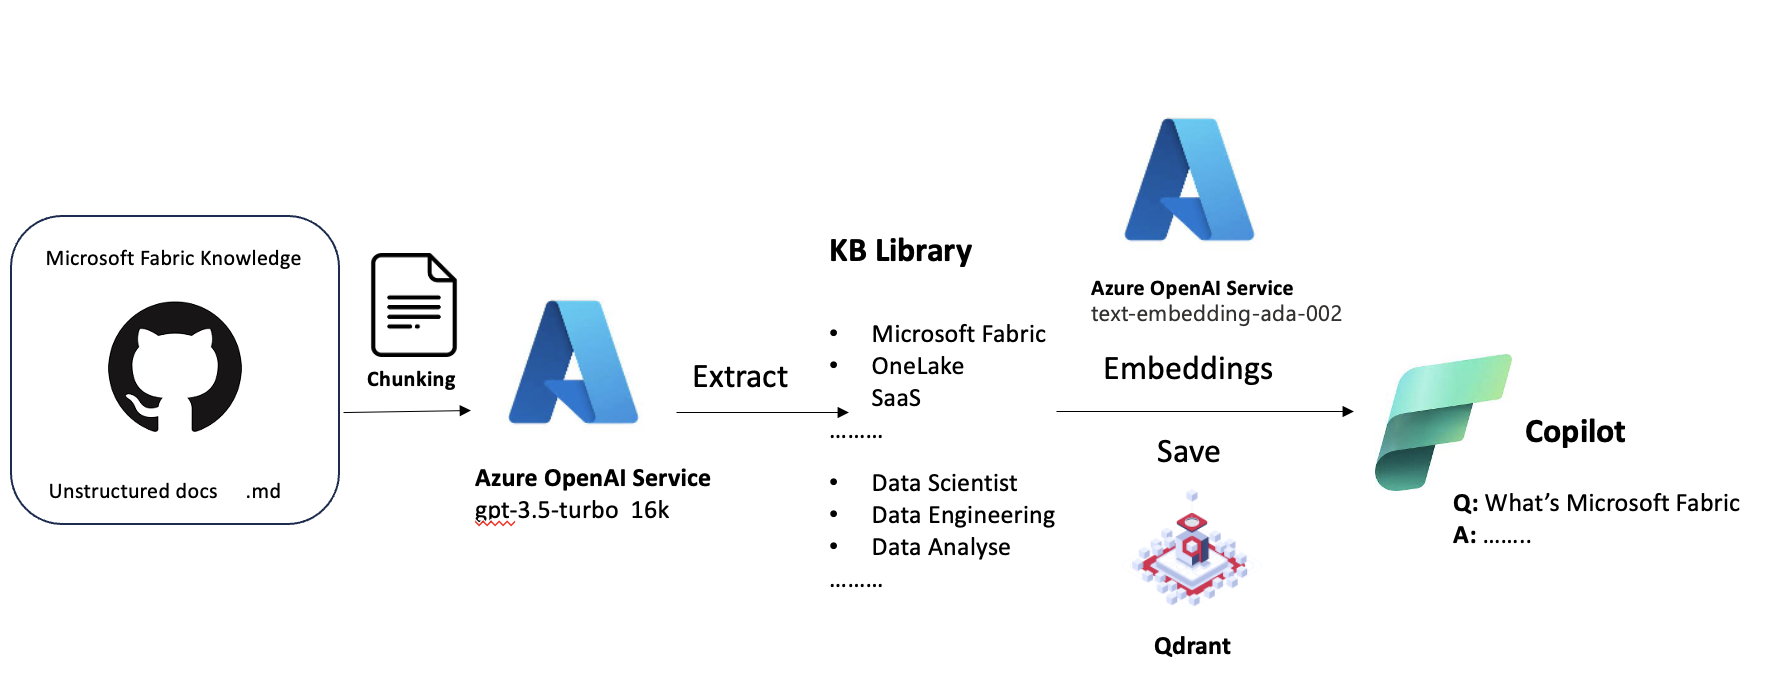 Microsoft Fabric Knowledge
Unstructured docs .md
Chunking
Azure OpenAI Service
gpt-3.5-turbo 16k
Extract
KB Library
• Microsoft Fabric
• OneLake
SaaS
………
• Data Scientist
• Data Engineering
• Data Analyse
………
Azure OpenAI Service
text-embedding-ada-002
Embeddings
Save
Qdrant
Copilot
Q: What’s Microsoft Fabric
A: ……..